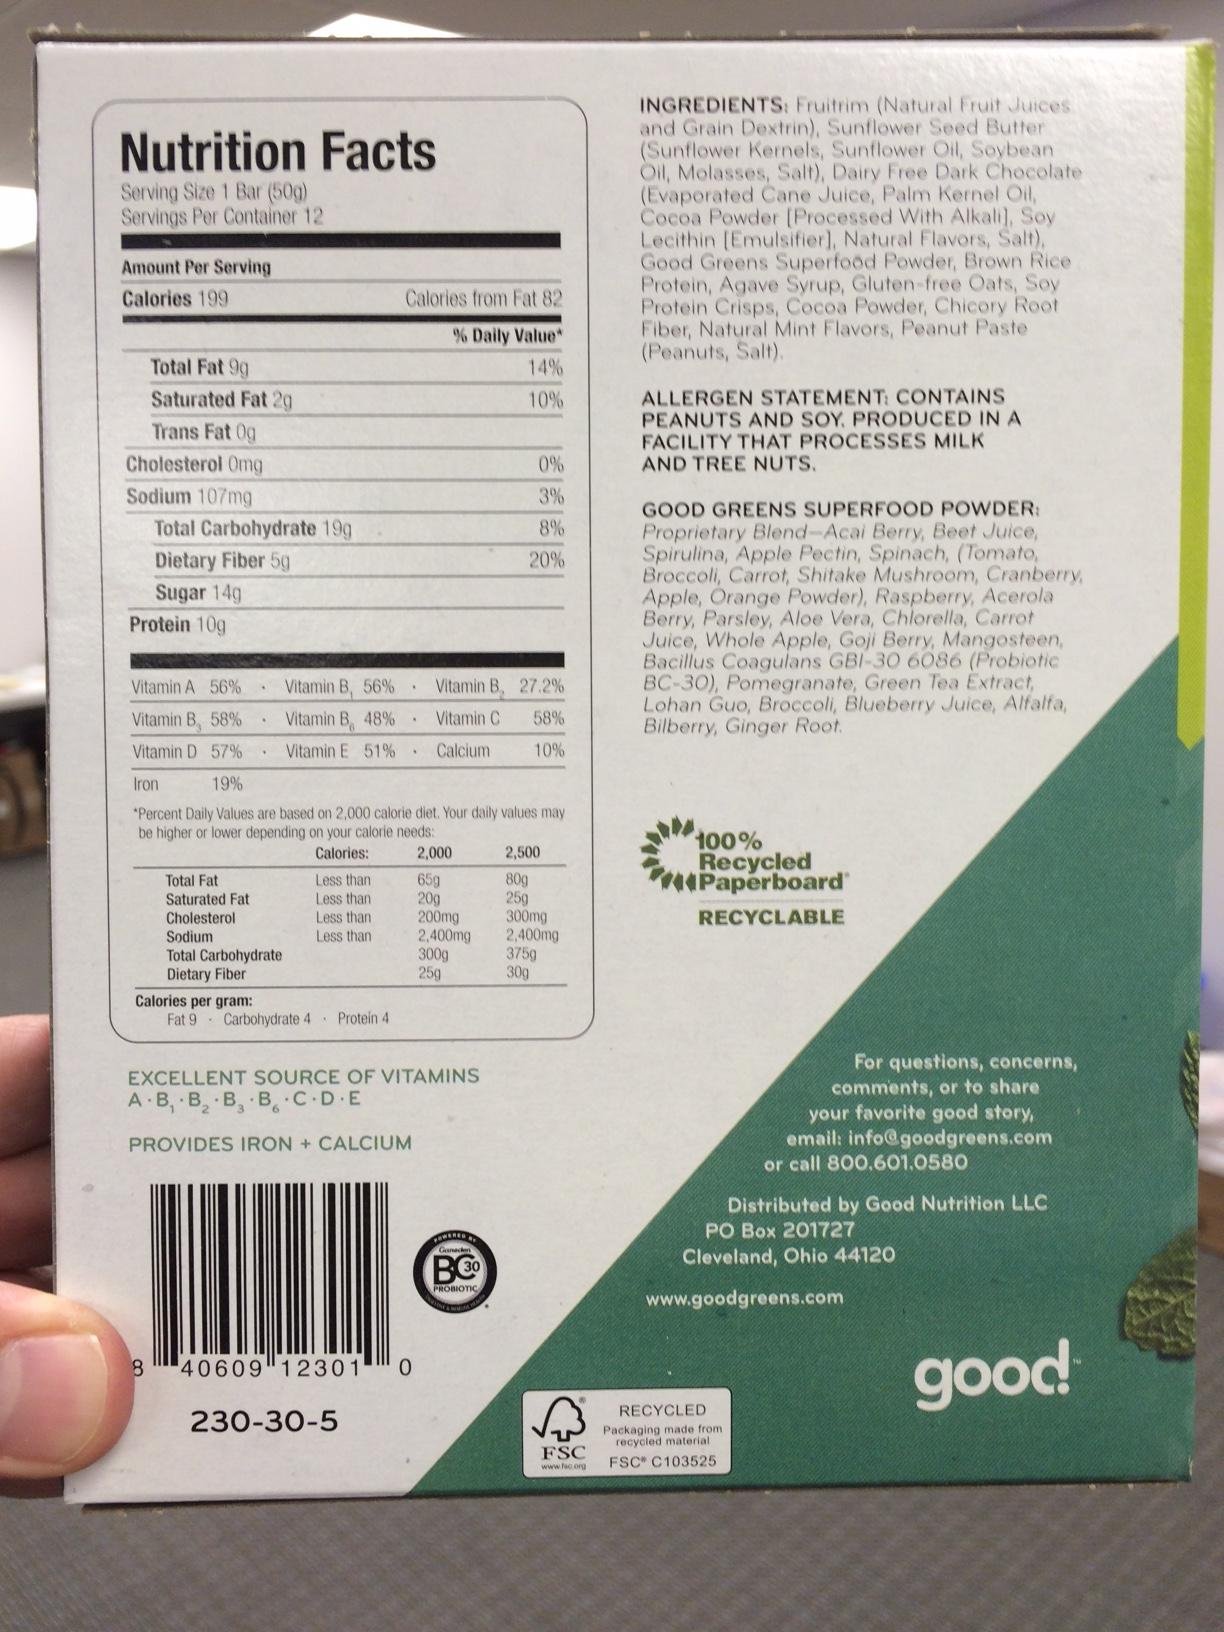 Nutrition Facts
Serving Size 1 Bar (50g)
Servings Per Container 12
Amount Per Serving
Calories 199 Calories from Fat 82
% Daily Value*
Total Fat 9g 14%
Saturated Fat 2g 10%
Trans Fat 0g
Cholesterol 0mg 0%
Sodium 107mg 3%
Total Carbohydrate 19g 8%
Dietary Fiber 5g 20%
Sugar 14g
Protein 10g
Vitamin A 56% · Vitamin B₁ 56% · Vitamin B₂ 27.2%
Vitamin B₃ 58% · Vitamin B₆ 48% · Vitamin C 58%
Vitamin D 57% · Vitamin E 51% · Calcium 10%
Iron 19%
*Percent Daily Values are based on 2,000 calorie diet. Your daily values may
be higher or lower depending on your calorie needs:
Calories: 2,000 2,500
Total Fat Less than 65g 80g
Saturated Fat Less than 20g 25g
Cholesterol Less than 200mg 300mg
Sodium Less than 2,400mg 2,400mg
Total Carbohydrate 300g 375g
Dietary Fiber 25g 30g
Calories per gram:
Fat 9 · Carbohydrate 4 · Protein 4
EXCELLENT SOURCE OF VITAMINS
A · B₁ · B₂ · B₃ · B₆ · C · D · E
PROVIDES IRON + CALCIUM
8 40609 12301 0
230-30-5
POWERED BY
Ganeden
BC30
PROBIOTIC
INGREDIENTS: Fruitrim (Natural Fruit Juices
and Grain Dextrin), Sunflower Seed Butter
(Sunflower Kernels, Sunflower Oil, Soybean
Oil, Molasses, Salt), Dairy Free Dark Chocolate
(Evaporated Cane Juice, Palm Kernel Oil,
Cocoa Powder [Processed With Alkali], Soy
Lecithin [Emulsifier], Natural Flavors, Salt),
Good Greens Superfood Powder, Brown Rice
Protein, Agave Syrup, Gluten-free Oats, Soy
Protein Crisps, Cocoa Powder, Chicory Root
Fiber, Natural Mint Flavors, Peanut Paste
(Peanuts, Salt).
ALLERGEN STATEMENT: CONTAINS
PEANUTS AND SOY. PRODUCED IN A
FACILITY THAT PROCESSES MILK
AND TREE NUTS.
GOOD GREENS SUPERFOOD POWDER:
Proprietary Blend—Acai Berry, Beet Juice,
Spirulina, Apple Pectin, Spinach, (Tomato,
Broccoli, Carrot, Shitake Mushroom, Cranberry,
Apple, Orange Powder), Raspberry, Acerola
Berry, Parsley, Aloe Vera, Chlorella, Carrot
Juice, Whole Apple, Goji Berry, Mangosteen,
Bacillus Coagulans GBI-30 6086 (Probiotic
BC-30), Pomegranate, Green Tea Extract,
Lohan Guo, Broccoli, Blueberry Juice, Alfalfa,
Bilberry, Ginger Root.
100%
Recycled
Paperboard
RECYCLABLE
For questions, concerns,
comments, or to share
your favorite good story,
email: info@goodgreens.com
or call 800.601.0580
Distributed by Good Nutrition LLC
PO Box 201727
Cleveland, Ohio 44120
www.goodgreens.com
good!™
FSC
www.fsc.org
RECYCLED
Packaging made from
recycled material
FSC® C103525